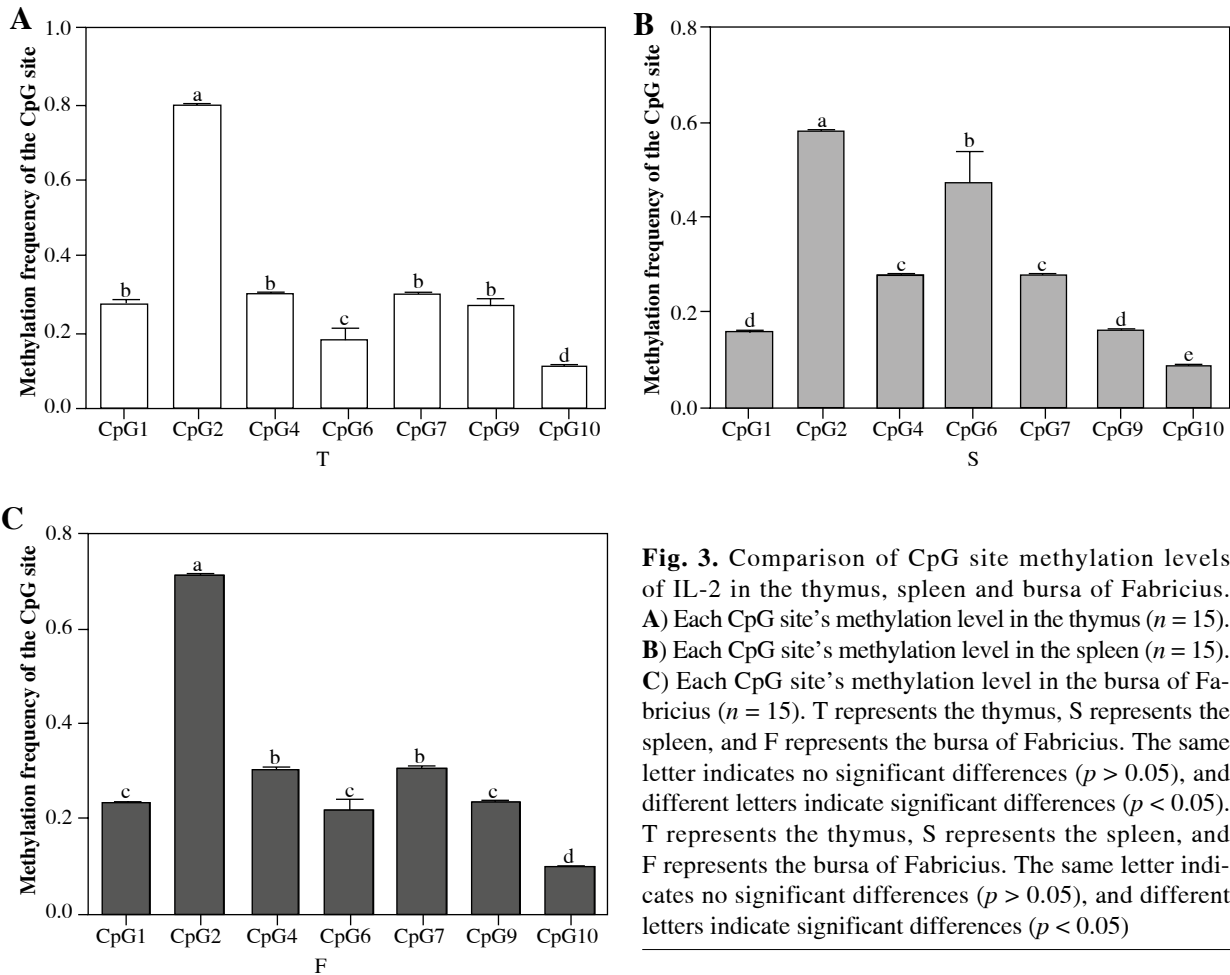 A
Methylation frequency of the CpG site
1.0
0.8
0.6
0.4
0.2
0.0
a
b
b
b
b
c
d
CpG1 CpG2 CpG4 CpG6 CpG7 CpG9 CpG10
T
B
Methylation frequency of the CpG site
0.8
0.6
0.4
0.2
0.0
a
b
c
c
d
d
e
CpG1 CpG2 CpG4 CpG6 CpG7 CpG9 CpG10
S
C
Methylation frequency of the CpG site
0.8
0.6
0.4
0.2
0.0
a
b
b
c
c
c
d
CpG1 CpG2 CpG4 CpG6 CpG7 CpG9 CpG10
F
Fig. 3. Comparison of CpG site methylation levels
of IL-2 in the thymus, spleen and bursa of Fabricius.
A) Each CpG site's methylation level in the thymus (n = 15).
B) Each CpG site's methylation level in the spleen (n = 15).
C) Each CpG site's methylation level in the bursa of Fa-
bricius (n = 15). T represents the thymus, S represents the
spleen, and F represents the bursa of Fabricius. The same
letter indicates no significant differences (p > 0.05), and
different letters indicate significant differences (p < 0.05).
T represents the thymus, S represents the spleen, and
F represents the bursa of Fabricius. The same letter indi-
cates no significant differences (p > 0.05), and different
letters indicate significant differences (p < 0.05)